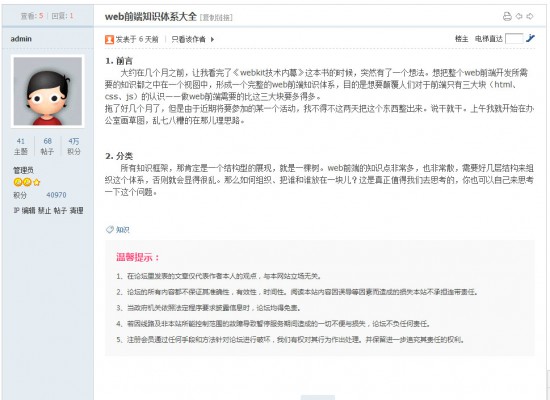 查看: 5 | 回复: 1
web前端知识体系大全 [复制链接]
admin
发表于 6 天前 | 只看该作者
楼主 电梯直达
1. 前言
大约在几个月之前，让我看完了《webkit技术内幕》这本书的时候，突然有了一个想法。想把整个web前端开发所需
要的知识都之中在一个视图中，形成一个完整的web前端知识体系，目的是想要颠覆人们对于前端只有三大块（html、
css、js）的认识——做web前端需要的比这三大块要多得多。
拖了好几个月了，但是由于近期将要参加的某一个活动，我不得不这两天把这个东西整出来。说干就干。上午我就开始在办
公室画草图，乱七八糟的在那儿理思路。
41 68 4万
主题 帖子 积分
管理员
积分 40970
IP 编辑 禁止 帖子 清理
2. 分类
所有知识框架，那肯定是一个结构型的展现，就是一棵树。web前端的知识点非常多，也非常散，需要好几层结构来组
织这个体系，否则就会显得很乱。那么如何组织、把谁和谁放在一块儿？这是真正值得我们去思考的，你也可以自己来思考
一下这个问题。
知识
温馨提示：
1、在论坛里发表的文章仅代表作者本人的观点，与本网站立场无关。
2、论坛的所有内容都不保证其准确性，有效性，时间性。阅读本站内容因误导等因素而造成的损失本站不承担连带责任。
3、当政府机关依照法定程序要求披露信息时，论坛均得免责。
4、若因线路及非本站所能控制范围的故障导致暂停服务期间造成的一切不便与损失，论坛不负任何责任。
5、注册会员通过任何手段和方法针对论坛进行破坏，我们有权对其行为作出处理。并保留进一步追究其责任的权利。